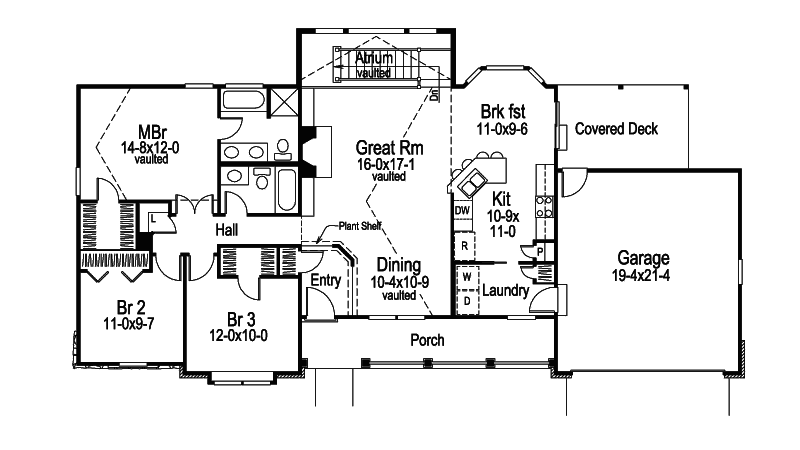 Atrium
vaulted
Dn
MBr
14-8x12-0
vaulted
Great Rm
16-0x17-1
vaulted
Brk fst
11-0x9-6
Covered Deck
L
Hall
Plant Shelf
Kit
10-9x
11-0
DW
R
P
Garage
19-4x21-4
Br 2
11-0x9-7
Br 3
12-0x10-0
Entry
Dining
10-4x10-9
vaulted
W
D
Laundry
Porch